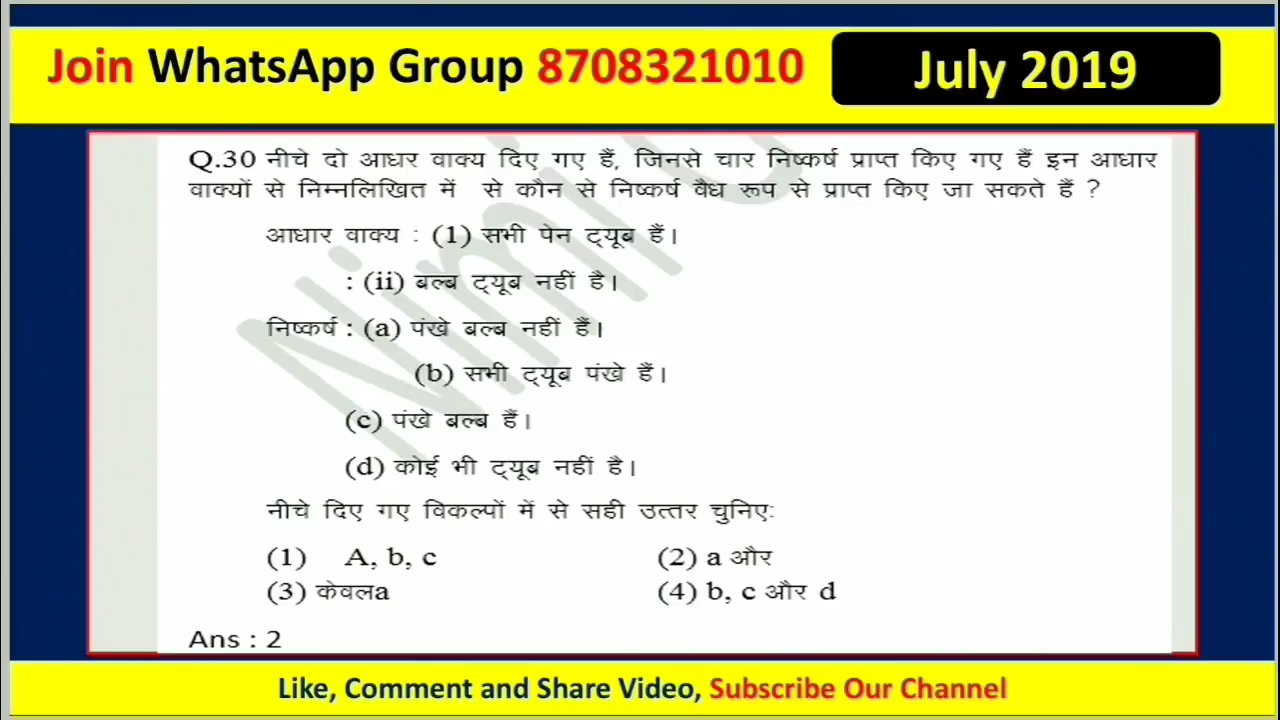 Join WhatsApp Group 8708321010
July 2019
Q.30 नीचे दो आधर वाक्य दिए गए हैं, जिनसे चार निष्कर्ष प्राप्त किए गए हैं इन आधार
वाक्यों से निम्नलिखित में से कौन से निष्कर्ष वैध रूप से प्राप्त किए जा सकते हैं ?
आधार वाक्य : (1) सभी पेन ट्यूब हैं।
: (ii) बल्ब ट्यूब नहीं है।
निष्कर्ष : (a) पंखे बल्ब नहीं हैं।
(b) सभी ट्यूब पंखे हैं।
(c) पंखे बल्ब हैं।
(d) कोई भी ट्यूब नहीं है।
नीचे दिए गए विकल्पों में से सही उत्तर चुनिए:
(1) A, b, c (2) a और
(3) केवलa (4) b, c और d
Ans : 2
Like, Comment and Share Video, Subscribe Our Channel